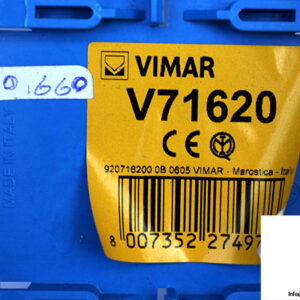 VIMAR
0.660
V71620
CE
MADE IN ITALY
920716200 0B 0605 VIMAR - Marostica - Italy
8 007352 27497